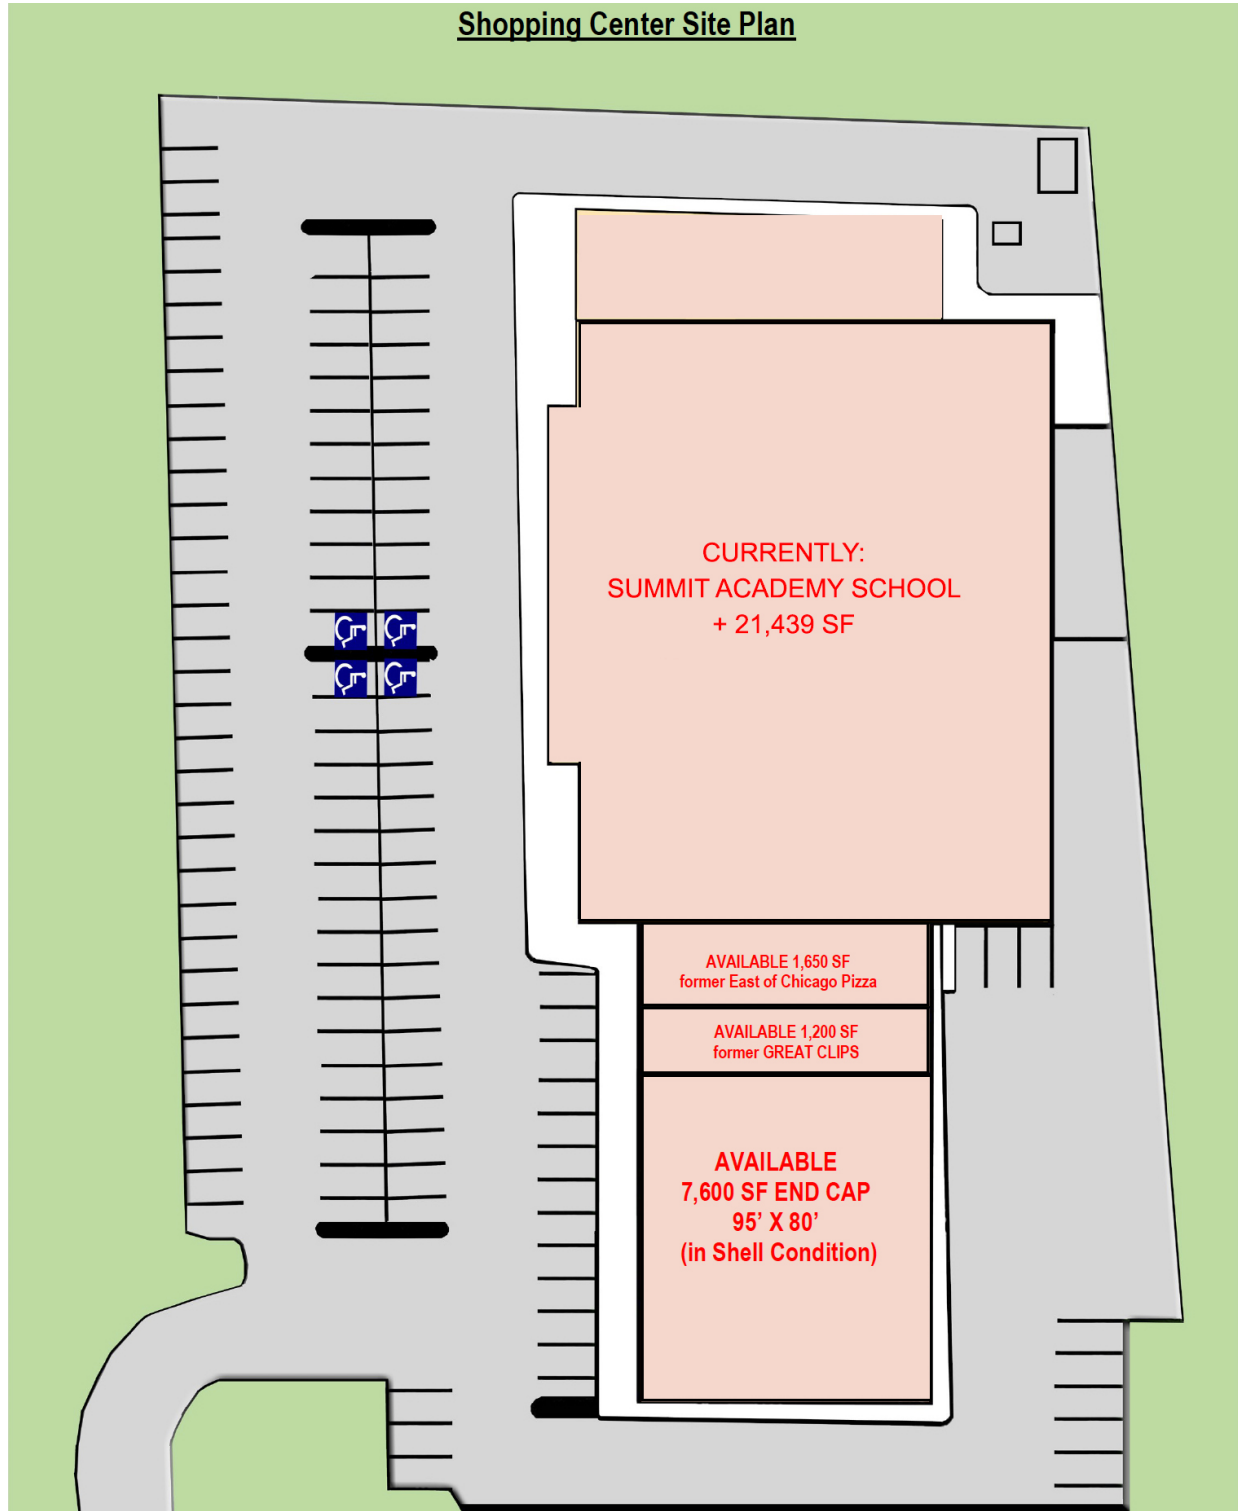 Shopping Center Site Plan
CURRENTLY:
SUMMIT ACADEMY SCHOOL
+ 21,439 SF
AVAILABLE 1,650 SF
former East of Chicago Pizza
AVAILABLE 1,200 SF
former GREAT CLIPS
AVAILABLE
7,600 SF END CAP
95’ X 80’
(in Shell Condition)